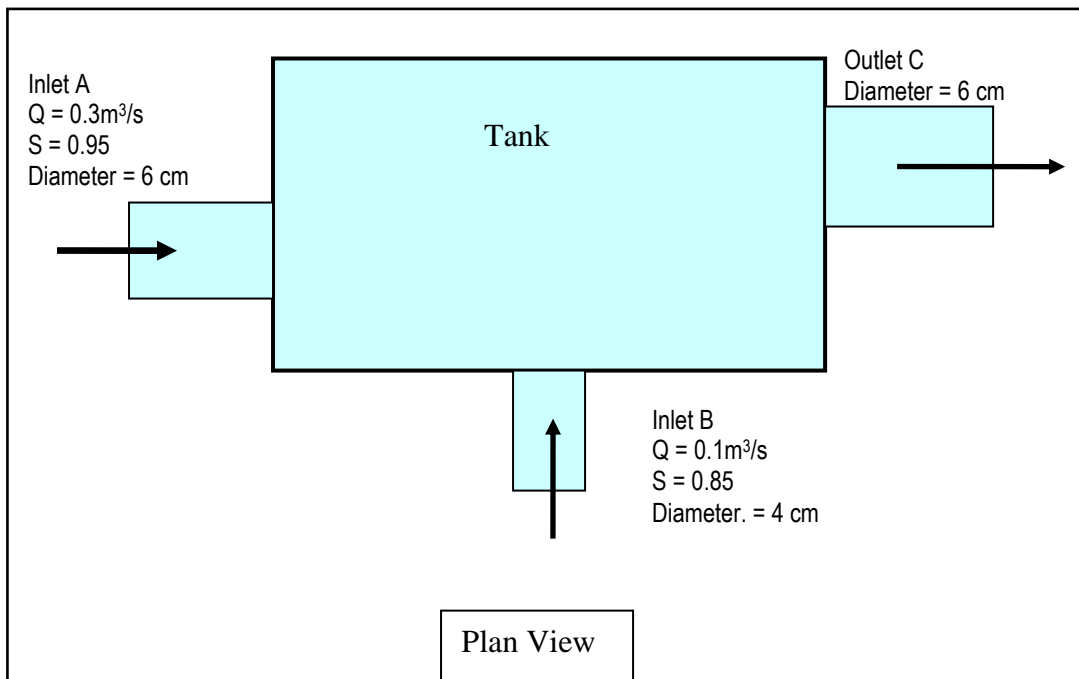 Inlet A
Q = 0.3m³/s
S = 0.95
Diameter = 6 cm
Tank
Outlet C
Diameter = 6 cm
Inlet B
Q = 0.1m³/s
S = 0.85
Diameter. = 4 cm
Plan View